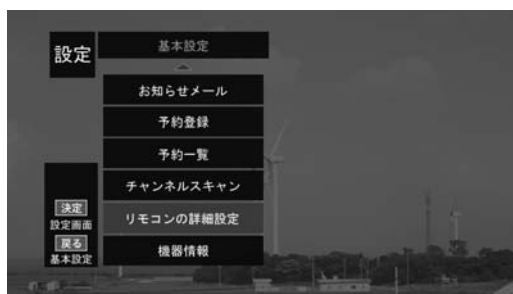 設定
基本設定
お知らせメール
予約登録
予約一覧
チャンネルスキャン
リモコンの詳細設定
機器情報
決定
設定画面
戻る
基本設定